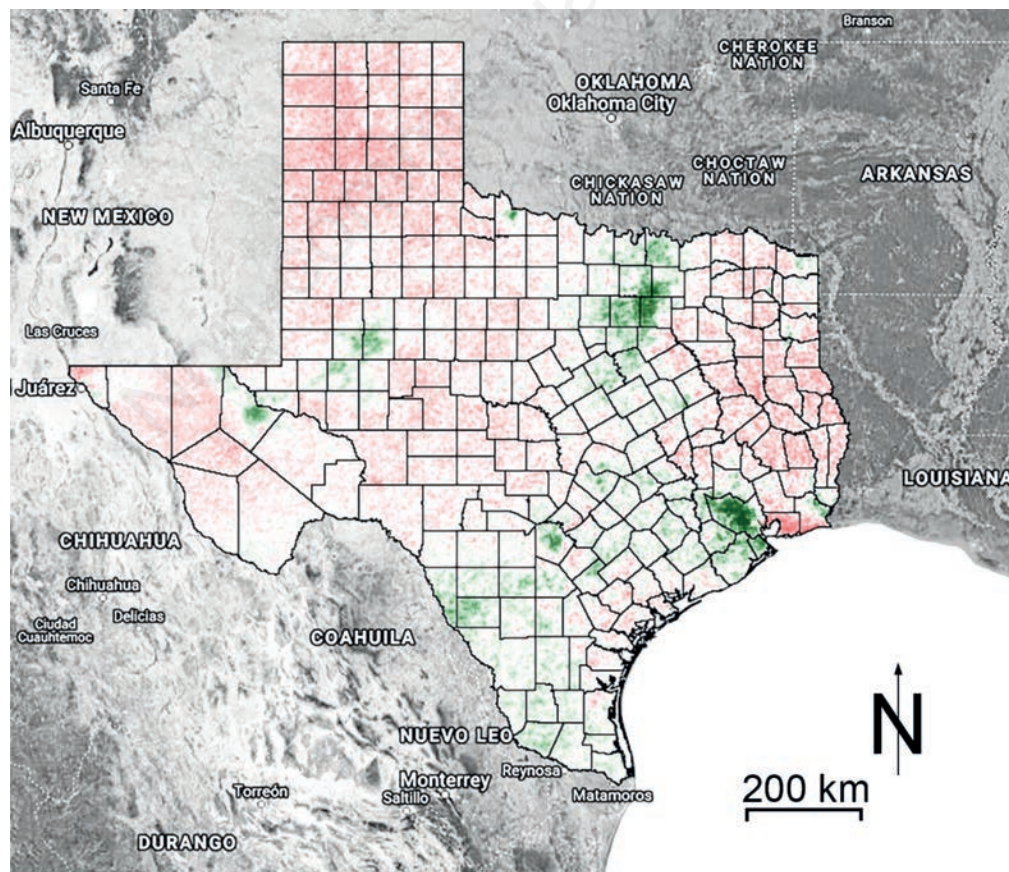 Branson
CHEROKEE
NATION
OKLAHOMA
Oklahoma City
Santa Fe
Albuquerque
CHOCTAW
NATION
ARKANSAS
CHICKASAW
NATION
NEW MEXICO
Las Cruces
Juárez
LOUISIANA
CHIHUAHUA
Chihuahua
Delicias
Ciudad
Cuauhtemoc
COAHUILA
NUEVO LEO
Monterrey
Reynosa
Saltillo
Matamoros
Torreón
DURANGO
N
200 km